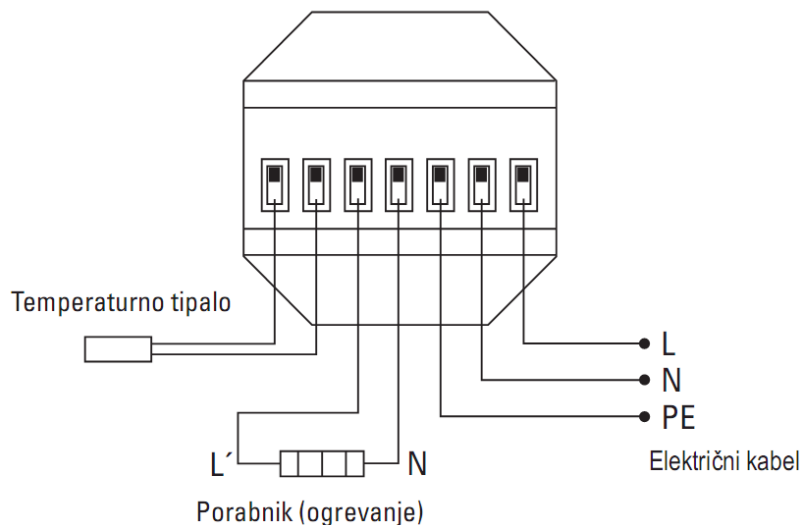 Temperaturno tipalo
L
N
PE
Električni kabel
L´
N
Porabnik (ogrevanje)